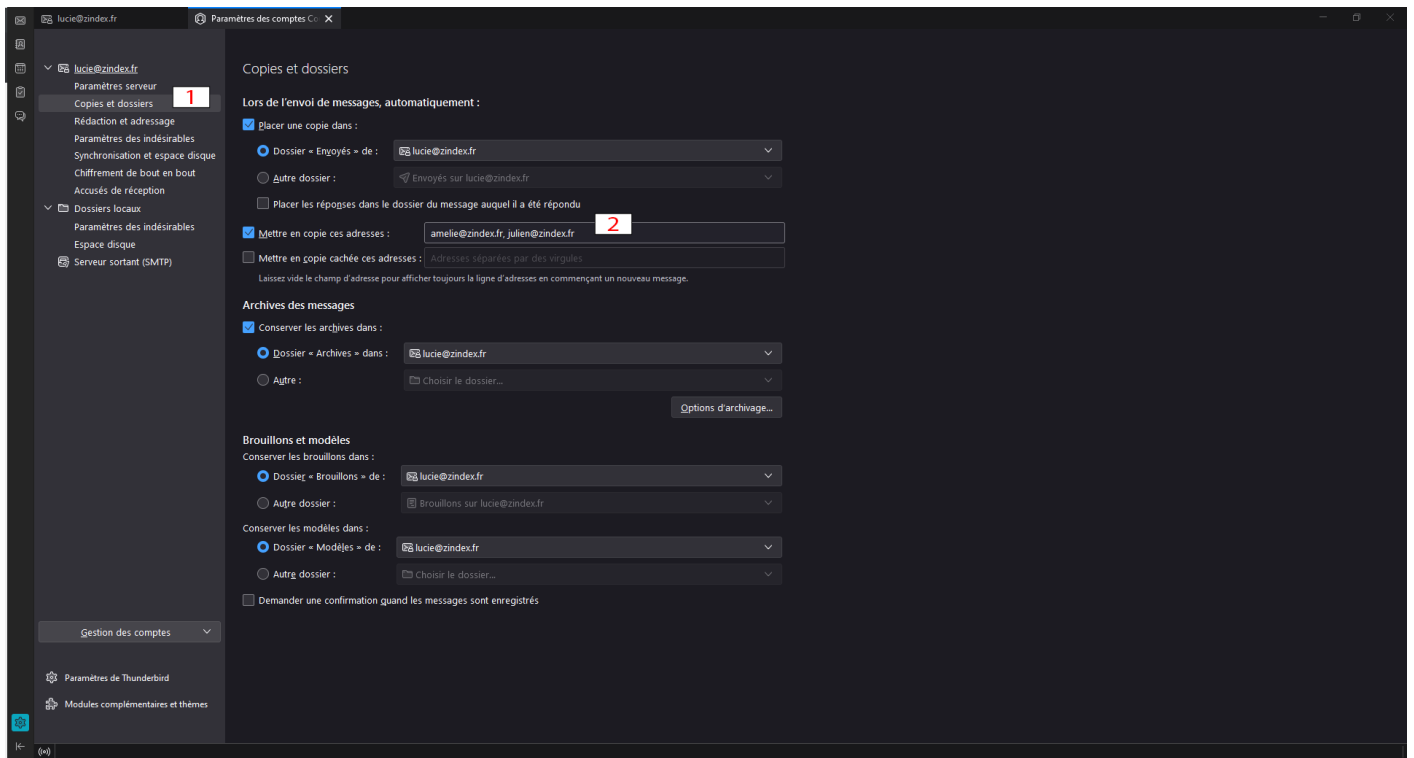 lucie@zindex.fr
Paramètres des comptes Co
lucie@zindex.fr
Paramètres serveur
Copies et dossiers
1
Rédaction et adressage
Paramètres des indésirables
Synchronisation et espace disque
Chiffrement de bout en bout
Accusés de réception
Dossiers locaux
Paramètres des indésirables
Espace disque
Serveur sortant (SMTP)
Gestion des comptes
Paramètres de Thunderbird
Modules complémentaires et thèmes
Copies et dossiers
Lors de l'envoi de messages, automatiquement :
Placer une copie dans :
Dossier « Envoyés » de : lucie@zindex.fr
Autre dossier : Envoyés sur lucie@zindex.fr
Placer les réponses dans le dossier du message auquel il a été répondu
2
Mettre en copie ces adresses : amelie@zindex.fr, julien@zindex.fr
Mettre en copie cachée ces adresses : Adresses séparées par des virgules
Laissez vide le champ d'adresse pour afficher toujours la ligne d'adresses en commençant un nouveau message.
Archives des messages
Conserver les archives dans :
Dossier « Archives » dans : lucie@zindex.fr
Autre : Choisir le dossier...
Options d'archivage...
Brouillons et modèles
Conserver les brouillons dans :
Dossier « Brouillons » de : lucie@zindex.fr
Autre dossier : Brouillons sur lucie@zindex.fr
Conserver les modèles dans :
Dossier « Modèles » de : lucie@zindex.fr
Autre dossier : Choisir le dossier...
Demander une confirmation quand les messages sont enregistrés